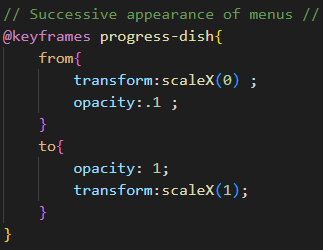 // Successive appearance of menus //
@keyframes progress-dish{
from{
transform:scaleX(0) ;
opacity:.1 ;
}
to{
opacity: 1;
transform:scaleX(1);
}
}